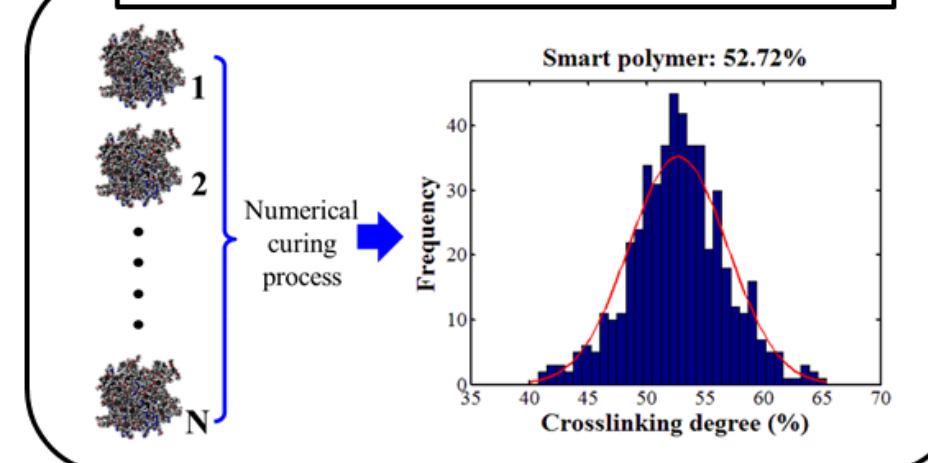 1
2
N
Numerical
curing
process
Smart polymer: 52.72%
Frequency
40
30
20
10
0
35 40 45 50 55 60 65 70
Crosslinking degree (%)